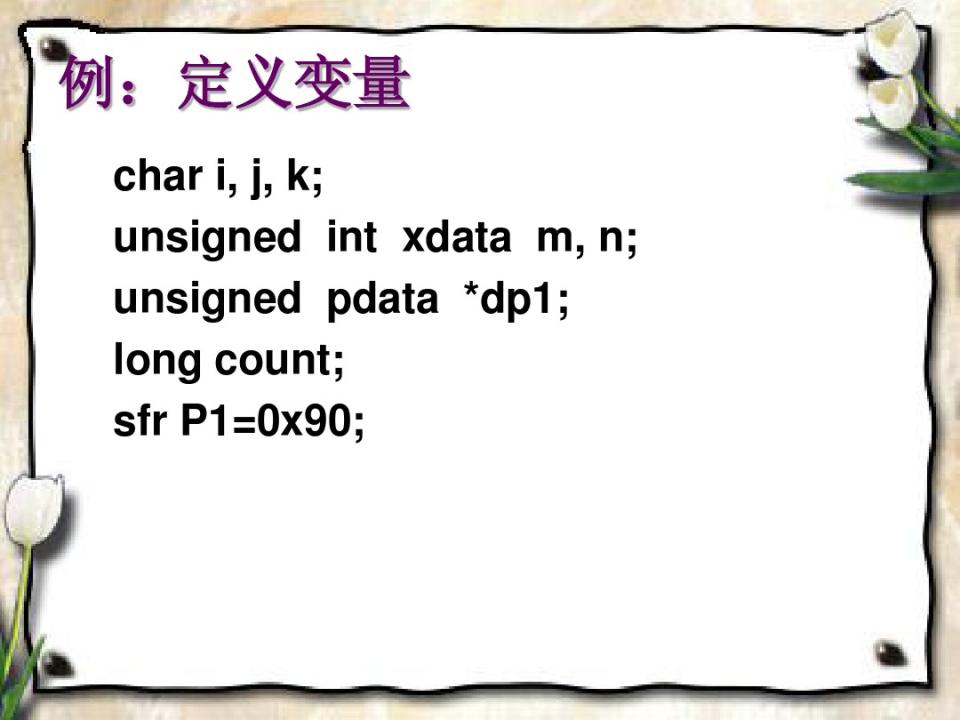 例：定义变量
char i, j, k;
unsigned int xdata m, n;
unsigned pdata *dp1;
long count;
sfr P1=0x90;